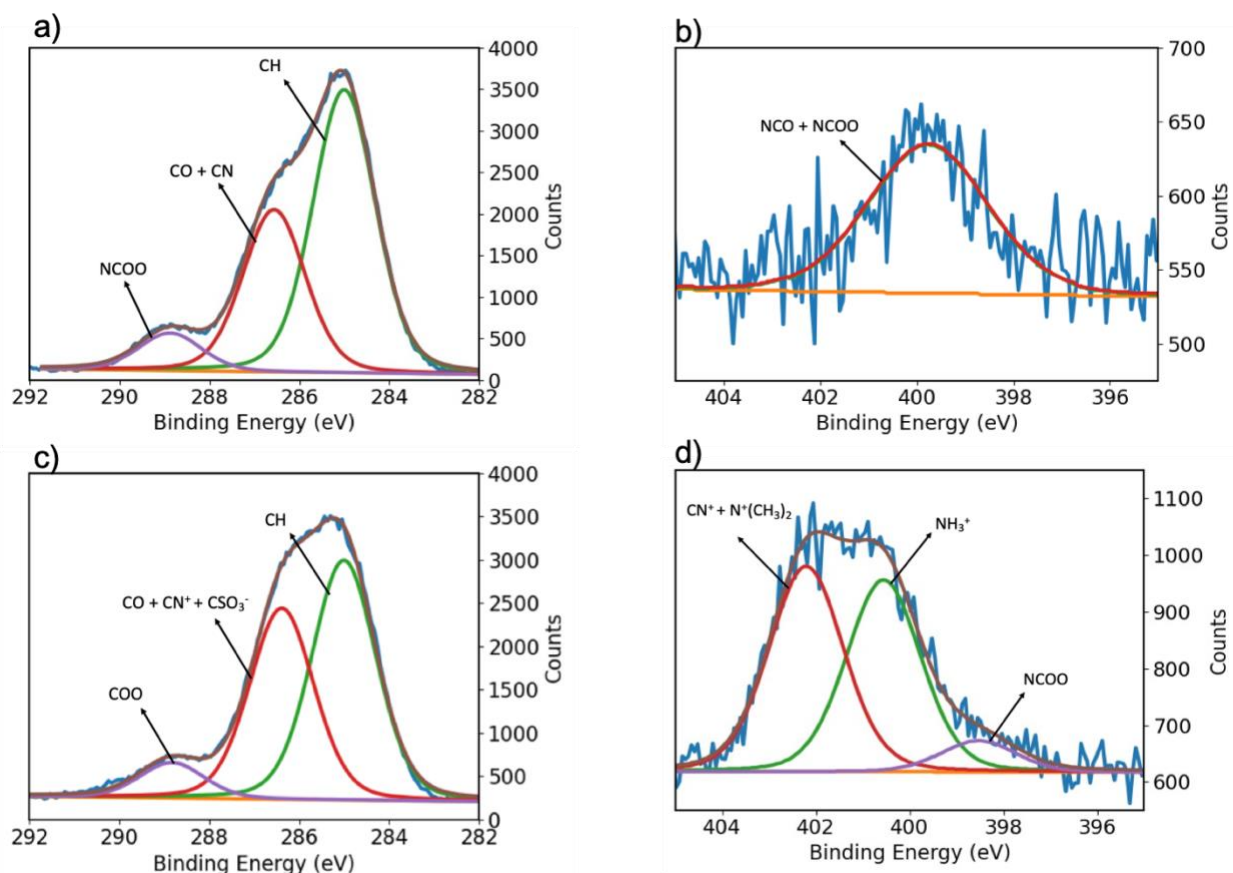 a)
CH
CO + CN
NCOO
4000
3500
3000
2500
2000
1500
1000
500
0
Counts
292 290 288 286 284 282
Binding Energy (eV)
b)
NCO + NCOO
700
650
600
550
500
Counts
404 402 400 398 396
Binding Energy (eV)
c)
CH
CO + CN⁺ + CSO₃⁻
COO
4000
3500
3000
2500
2000
1500
1000
500
0
Counts
292 290 288 286 284 282
Binding Energy (eV)
d)
CN⁺ + N⁺(CH₃)₂
NH₃⁺
NCOO
1100
1000
900
800
700
600
Counts
404 402 400 398 396
Binding Energy (eV)